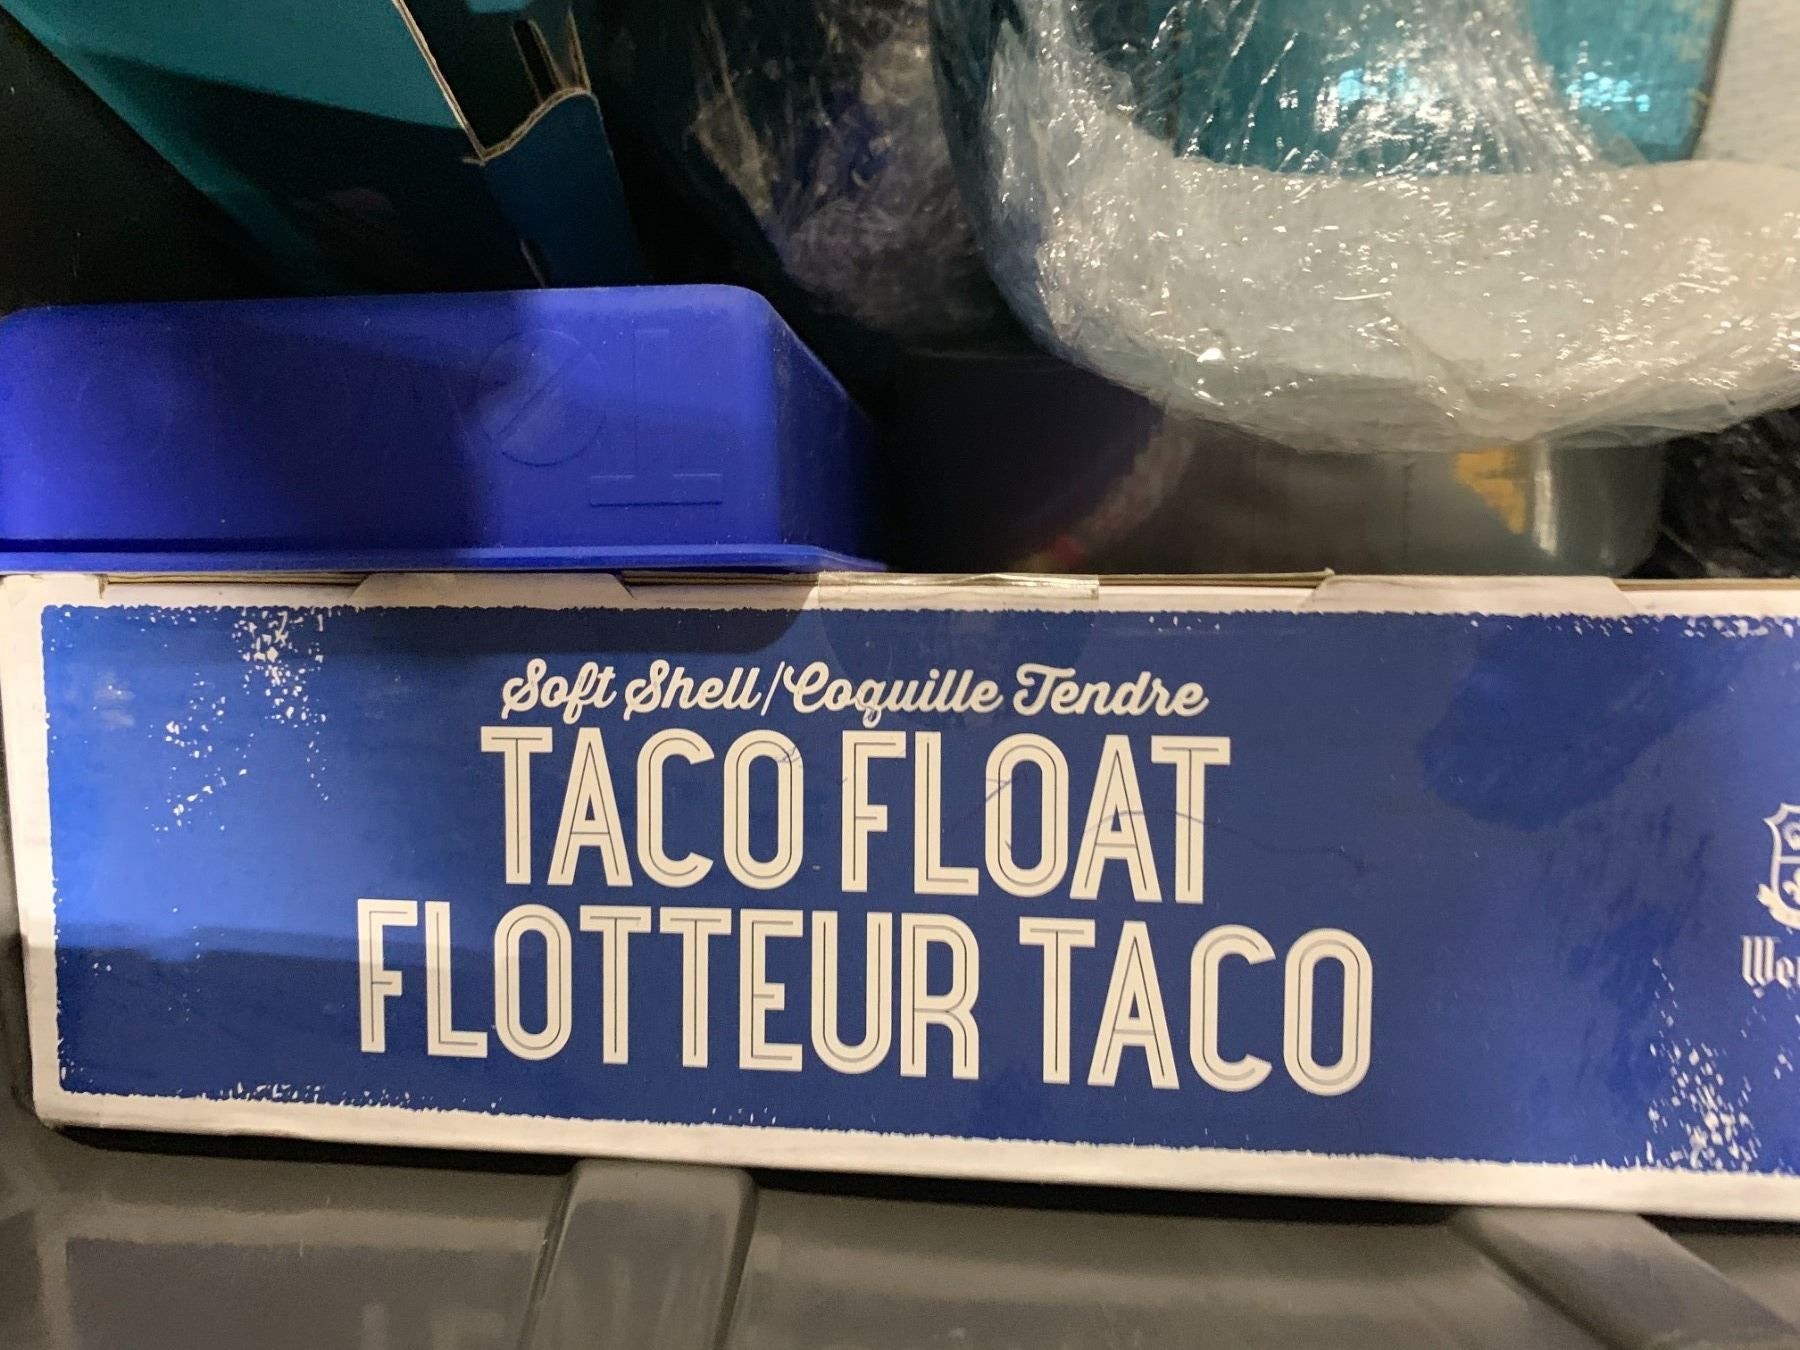 Soft Shell/Coquille Tendre
TACO FLOAT
FLOTTEUR TACO